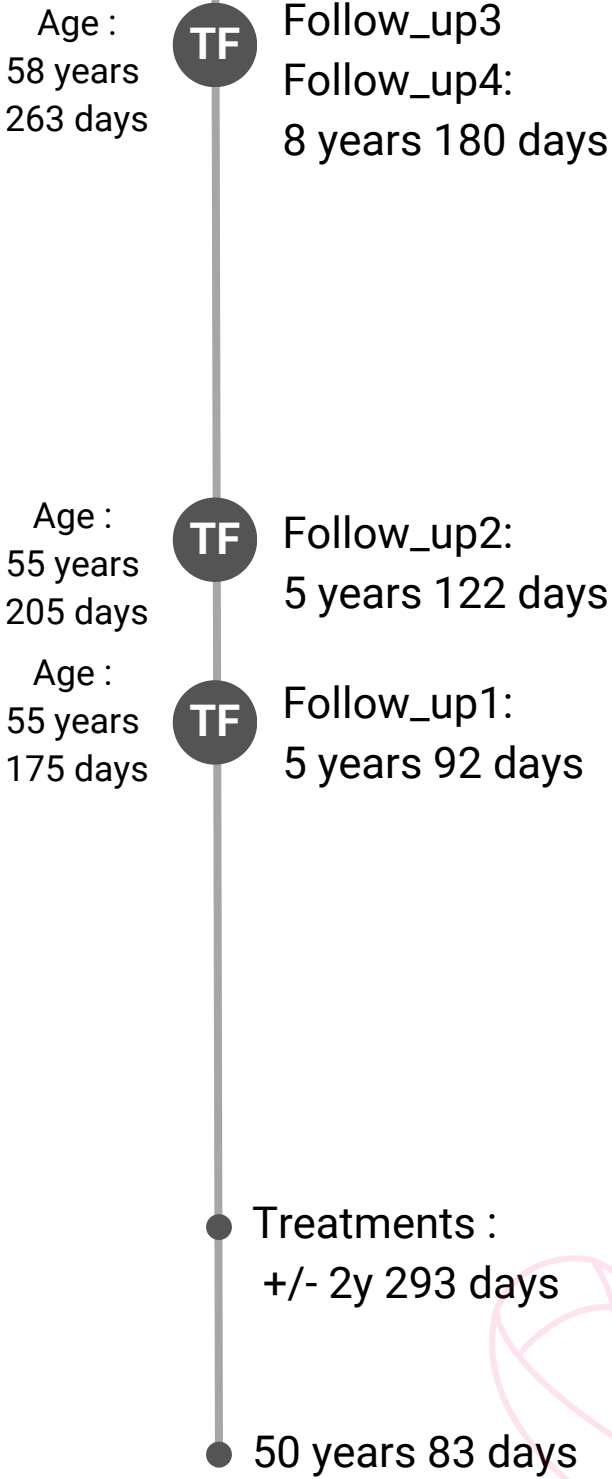 Age :
58 years
263 days
TF
Follow_up3
Follow_up4:
8 years 180 days
Age :
55 years
205 days
TF
Follow_up2:
5 years 122 days
Age :
55 years
175 days
TF
Follow_up1:
5 years 92 days
Treatments :
+/- 2y 293 days
50 years 83 days